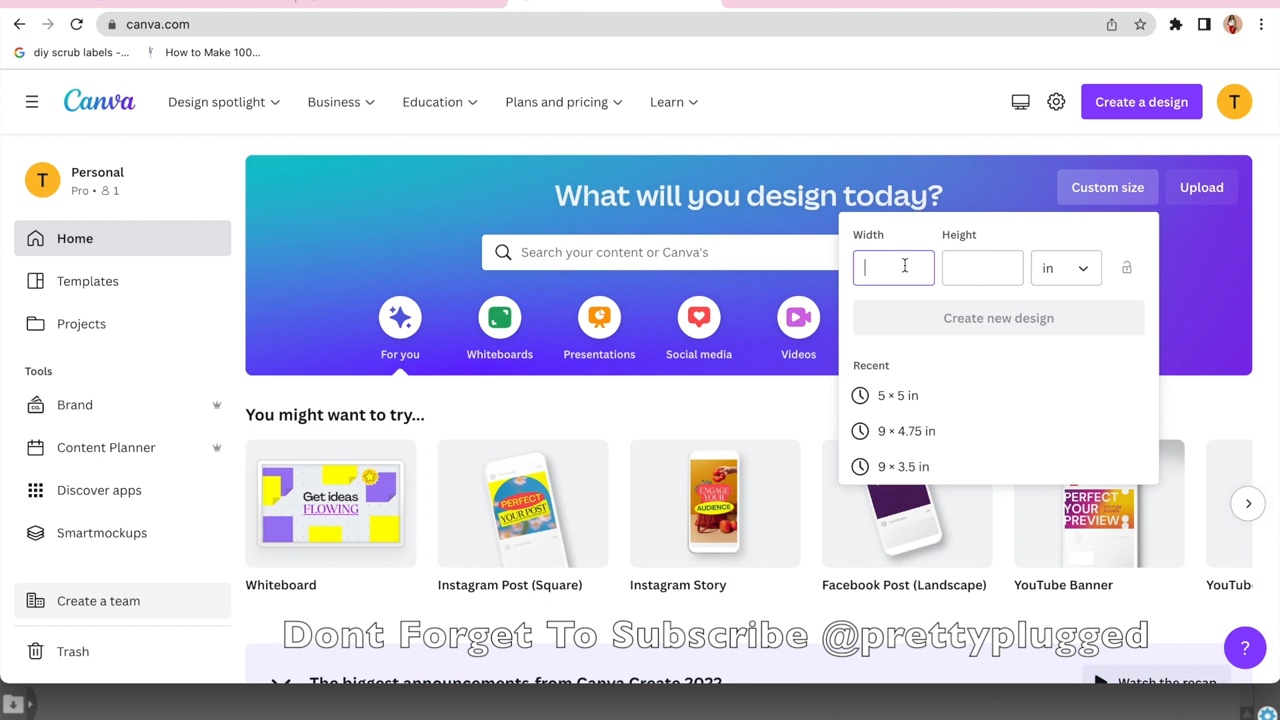 canva.com
diy scrub labels -...
How to Make 100...
Canva
Design spotlight
Business
Education
Plans and pricing
Learn
Create a design
T
T
Personal
Pro • 1
Home
Templates
Projects
Tools
Brand
Content Planner
Discover apps
Smartmockups
Create a team
Trash
What will you design today?
Custom size
Upload
Search your content or Canva's
For you
Whiteboards
Presentations
Social media
Videos
Width
Height
in
Create new design
Recent
5 × 5 in
9 × 4.75 in
9 × 3.5 in
You might want to try...
Get ideas
FLOWING
PERFECT
YOUR POST
ENGAGE
YOUR
AUDIENCE
PERFECT
YOUR
PREVIEW
Whiteboard
Instagram Post (Square)
Instagram Story
Facebook Post (Landscape)
YouTube Banner
YouTub
Dont Forget To Subscribe @prettyplugged
The biggest announcements from Canva Create 2022
Watch the recap
?